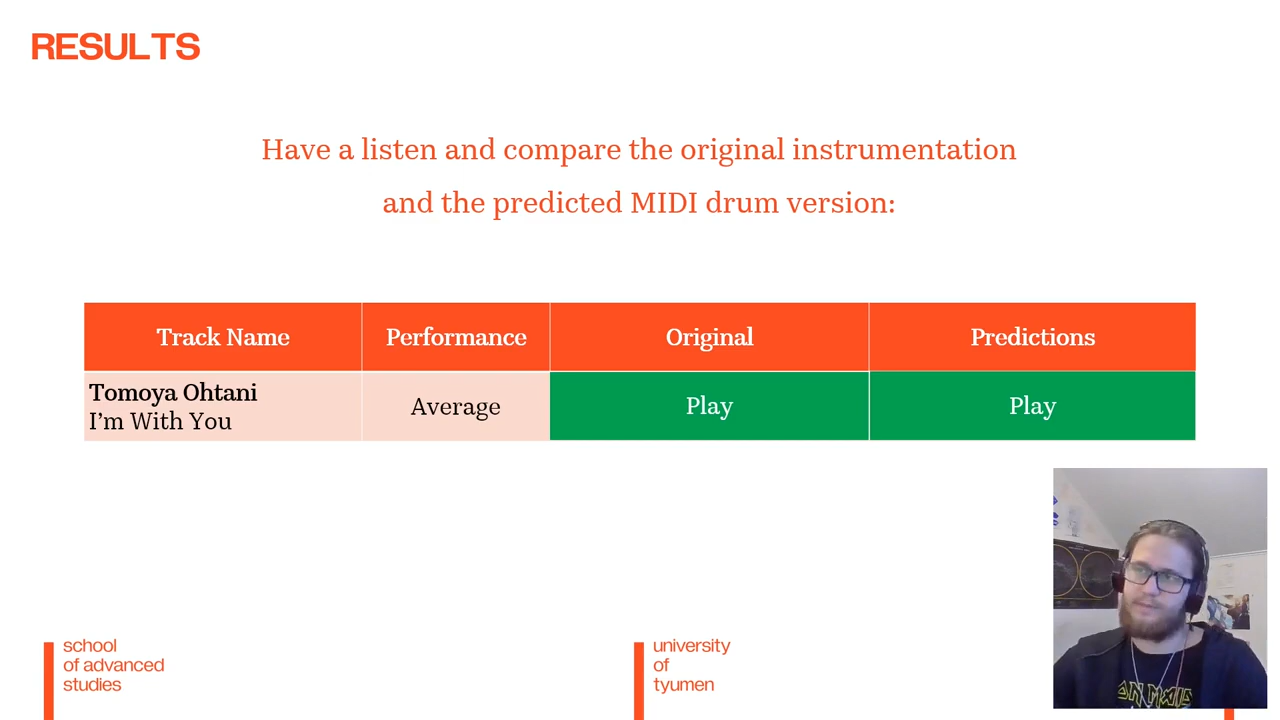 RESULTS
Have a listen and compare the original instrumentation
and the predicted MIDI drum version:
Track Name
Performance
Original
Predictions
Tomoya Ohtani
I'm With You
Average
Play
Play
school
of advanced
studies
university
of
tyumen